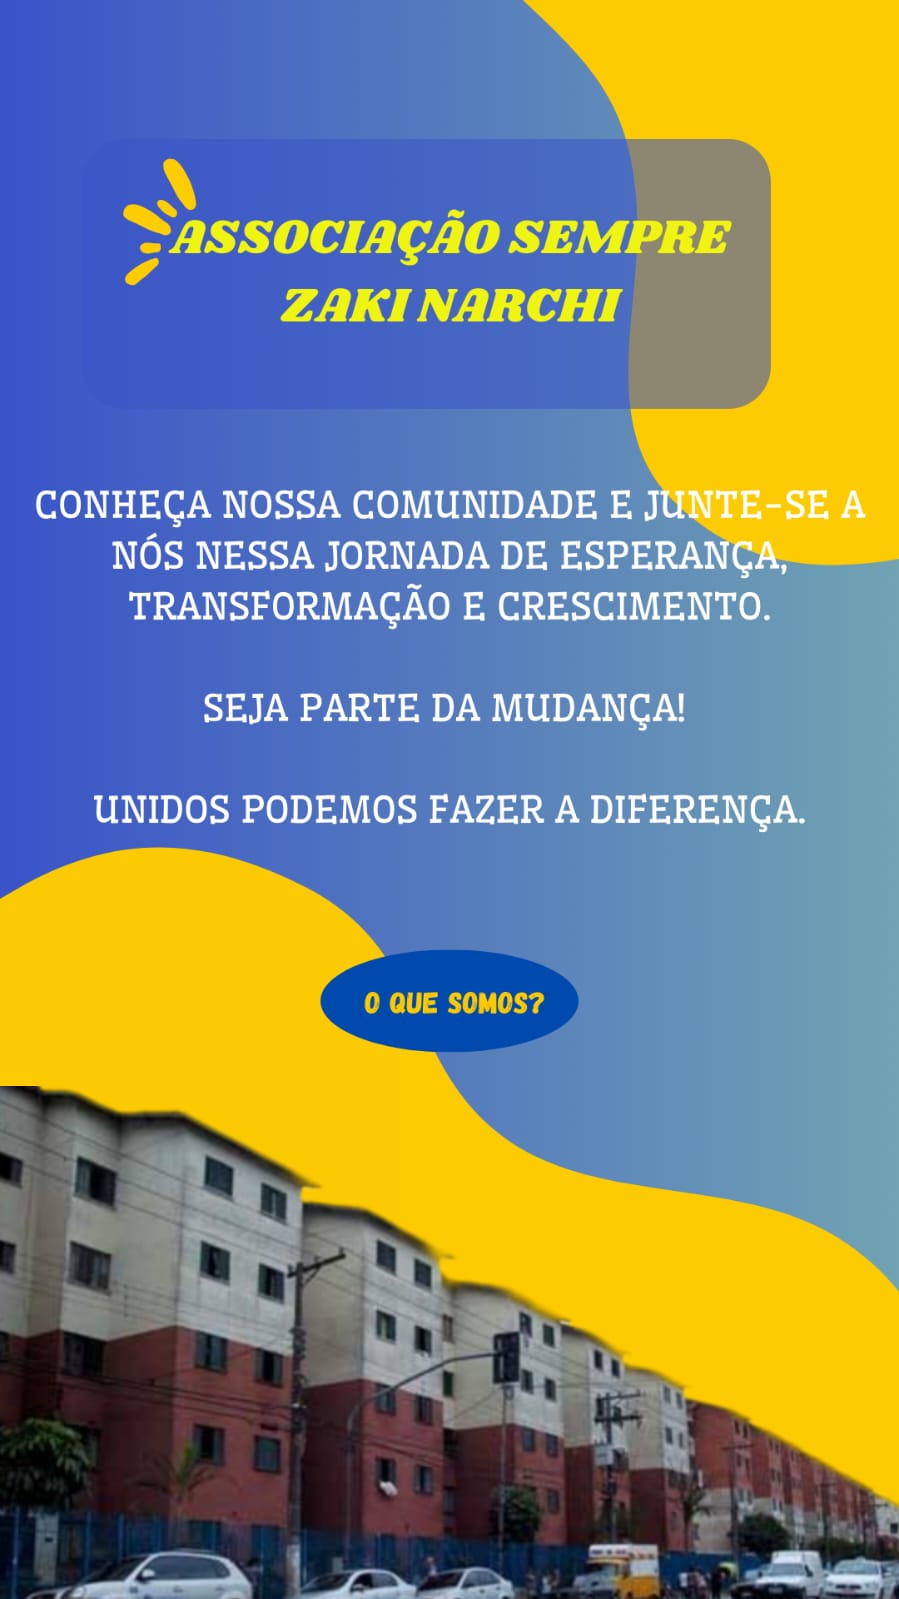 ASSOCIAÇÃO SEMPRE
ZAKI NARCHI
CONHEÇA NOSSA COMUNIDADE E JUNTE-SE A
NÓS NESSA JORNADA DE ESPERANÇA,
TRANSFORMAÇÃO E CRESCIMENTO.
SEJA PARTE DA MUDANÇA!
UNIDOS PODEMOS FAZER A DIFERENÇA.
O QUE SOMOS?